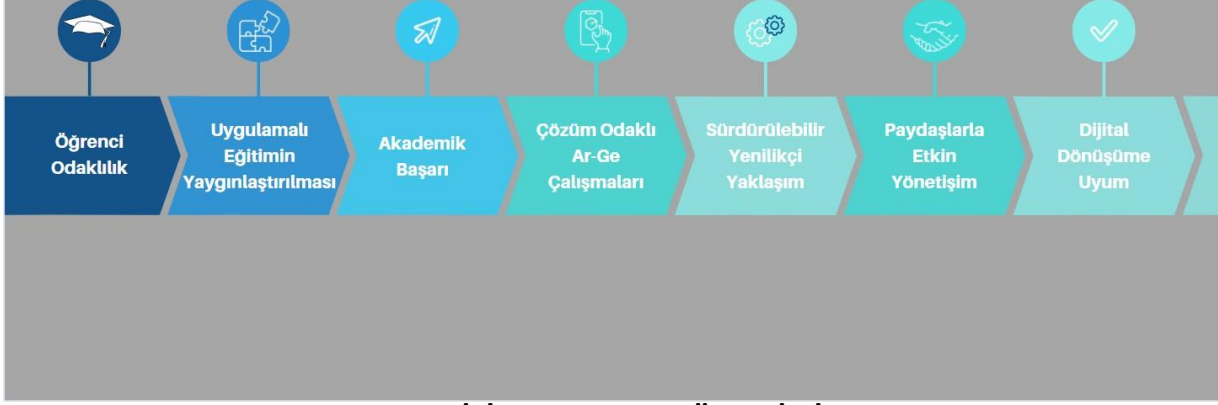 Öğrenci
Odaklılık
Uygulamalı
Eğitimin
Yaygınlaştırılması
Akademik
Başarı
Çözüm Odaklı
Ar-Ge
Çalışmaları
Sürdürülebilir
Yenilikçi
Yaklaşım
Paydaşlarla
Etkin
Yönetişim
Dijital
Dönüşüme
Uyum